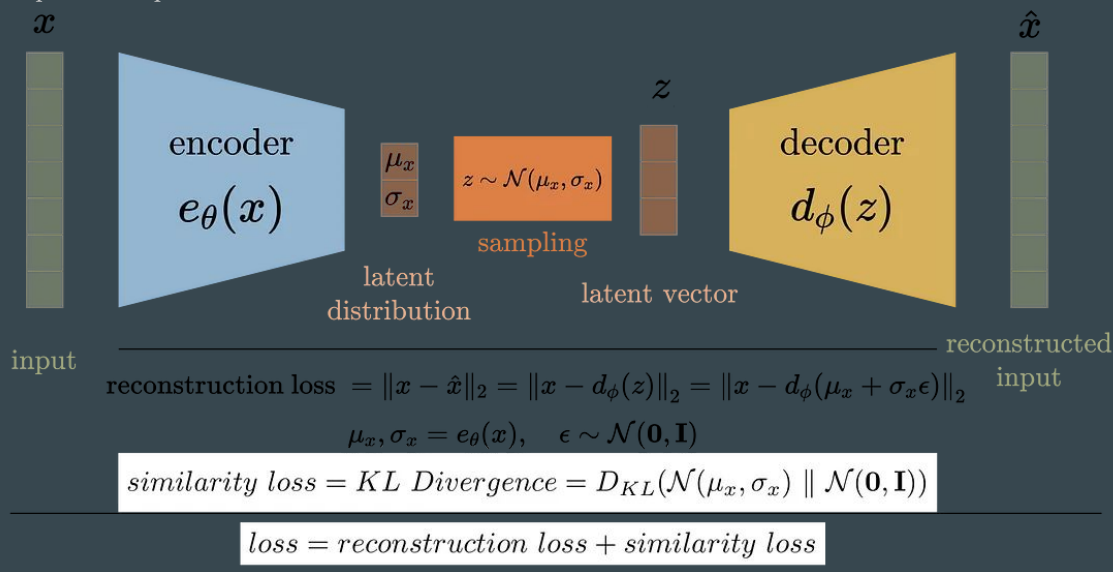 x
x̂
z
encoder
e_θ(x)
μ_x
σ_x
z ∼ 𝒩(μ_x, σ_x)
sampling
decoder
d_ϕ(z)
latent
distribution
latent vector
input
reconstructed
input
reconstruction loss = ‖x − x̂‖₂ = ‖x − d_ϕ(z)‖₂ = ‖x − d_ϕ(μ_x + σ_xϵ)‖₂
μ_x, σ_x = e_θ(x), ϵ ∼ 𝒩(𝟎, 𝐈)
similarity loss = KL Divergence = D_{KL}(𝒩(μ_x, σ_x) ∥ 𝒩(𝟎, 𝐈))
loss = reconstruction loss + similarity loss